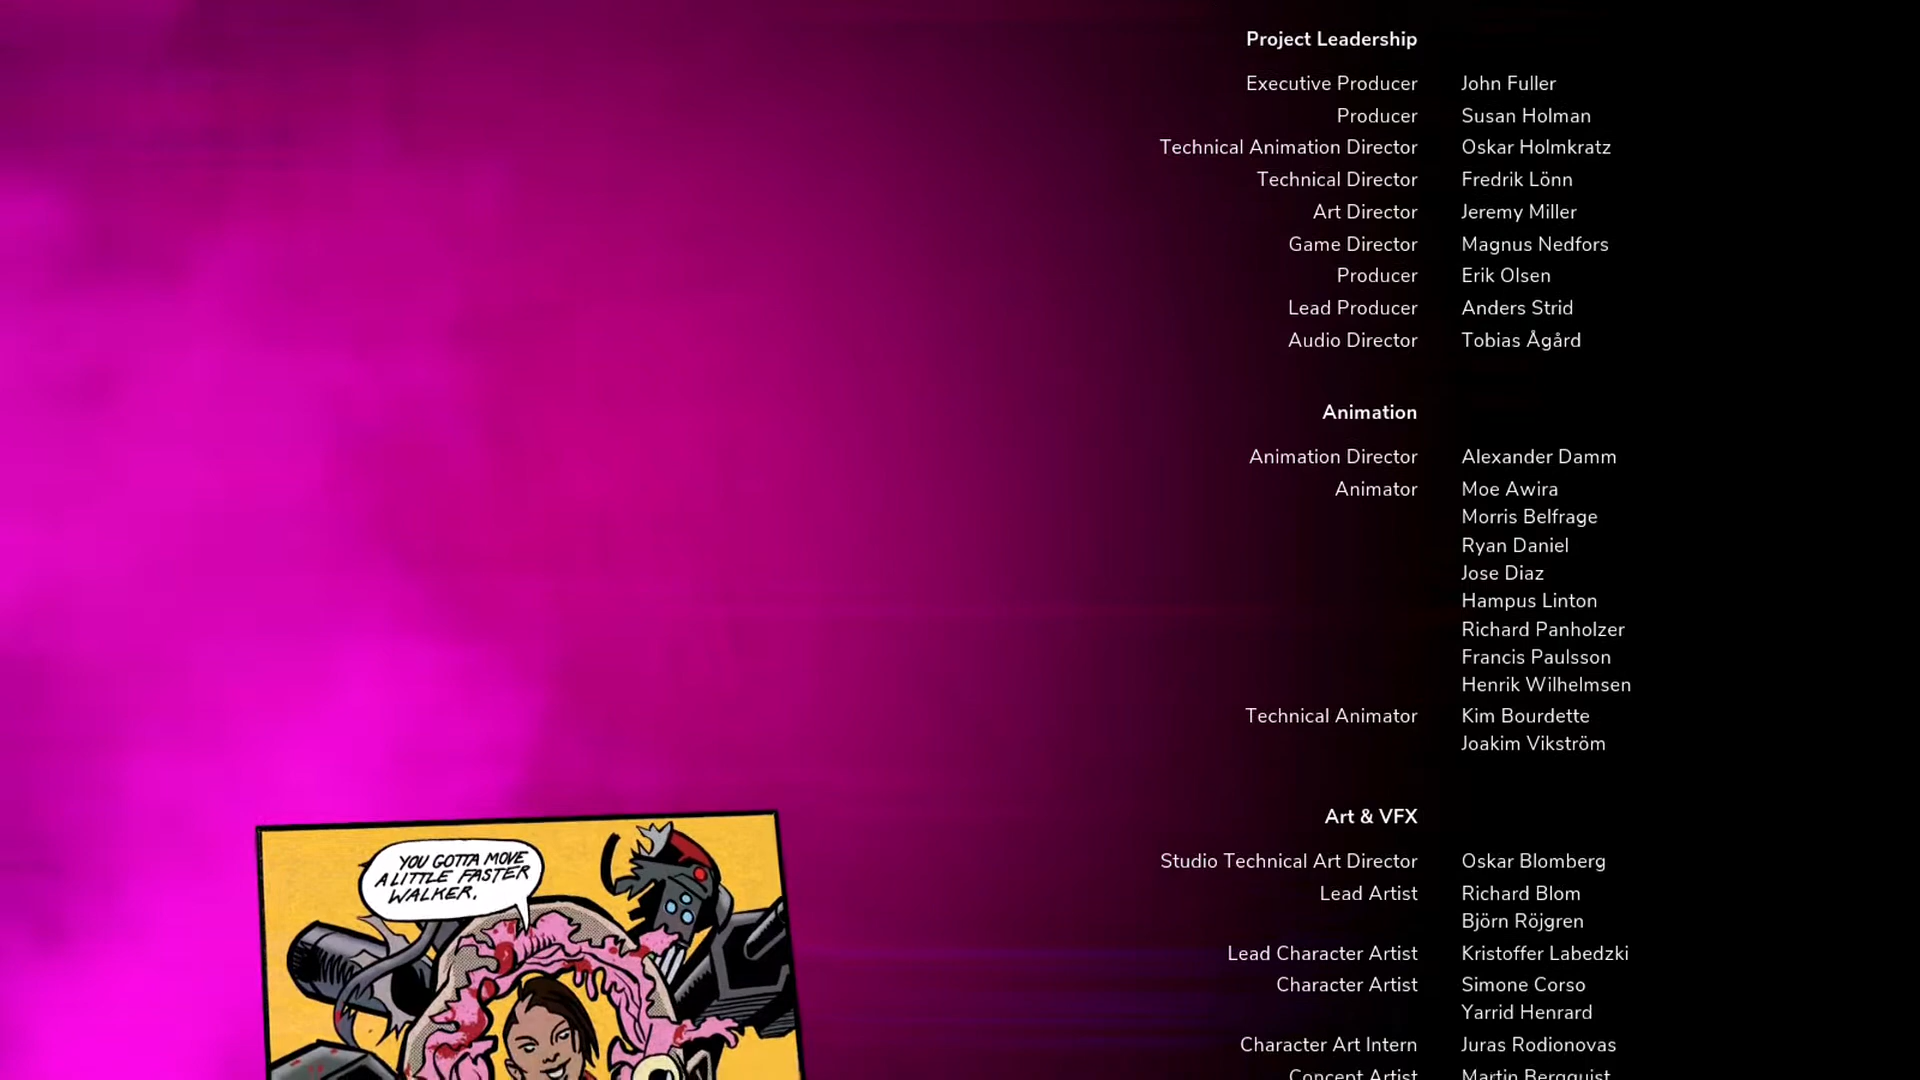 Project Leadership
Executive Producer John Fuller
Producer Susan Holman
Technical Animation Director Oskar Holmkratz
Technical Director Fredrik Lönn
Art Director Jeremy Miller
Game Director Magnus Nedfors
Producer Erik Olsen
Lead Producer Anders Strid
Audio Director Tobias Ågård
Animation
Animation Director Alexander Damm
Animator Moe Awira
Morris Belfrage
Ryan Daniel
Jose Diaz
Hampus Linton
Richard Panholzer
Francis Paulsson
Henrik Wilhelmsen
Technical Animator Kim Bourdette
Joakim Vikström
Art & VFX
Studio Technical Art Director Oskar Blomberg
Lead Artist Richard Blom
Björn Röjgren
Lead Character Artist Kristoffer Labedzki
Character Artist Simone Corso
Yarrid Henrard
Character Art Intern Juras Rodionovas
Concept Artist Martin Bergquist
YOU GOTTA MOVE
A LITTLE FASTER
WALKER.